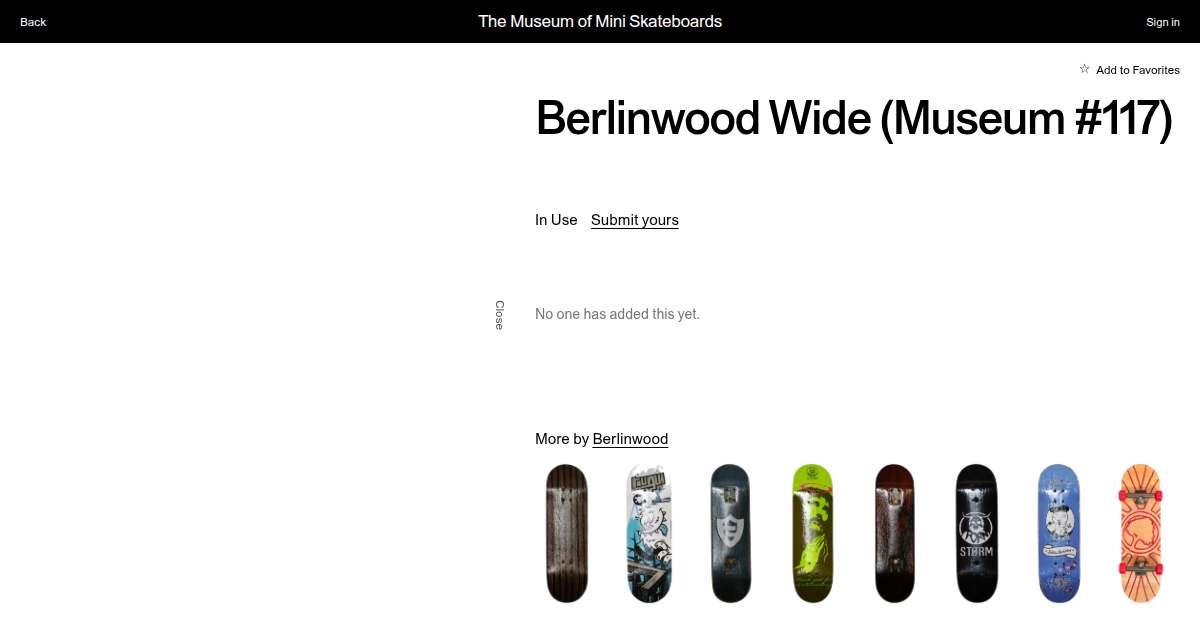 Back
The Museum of Mini Skateboards
Sign in
☆ Add to Favorites
Berlinwood Wide (Museum #117)
In Use Submit yours
Close
No one has added this yet.
More by Berlinwood
STØRM